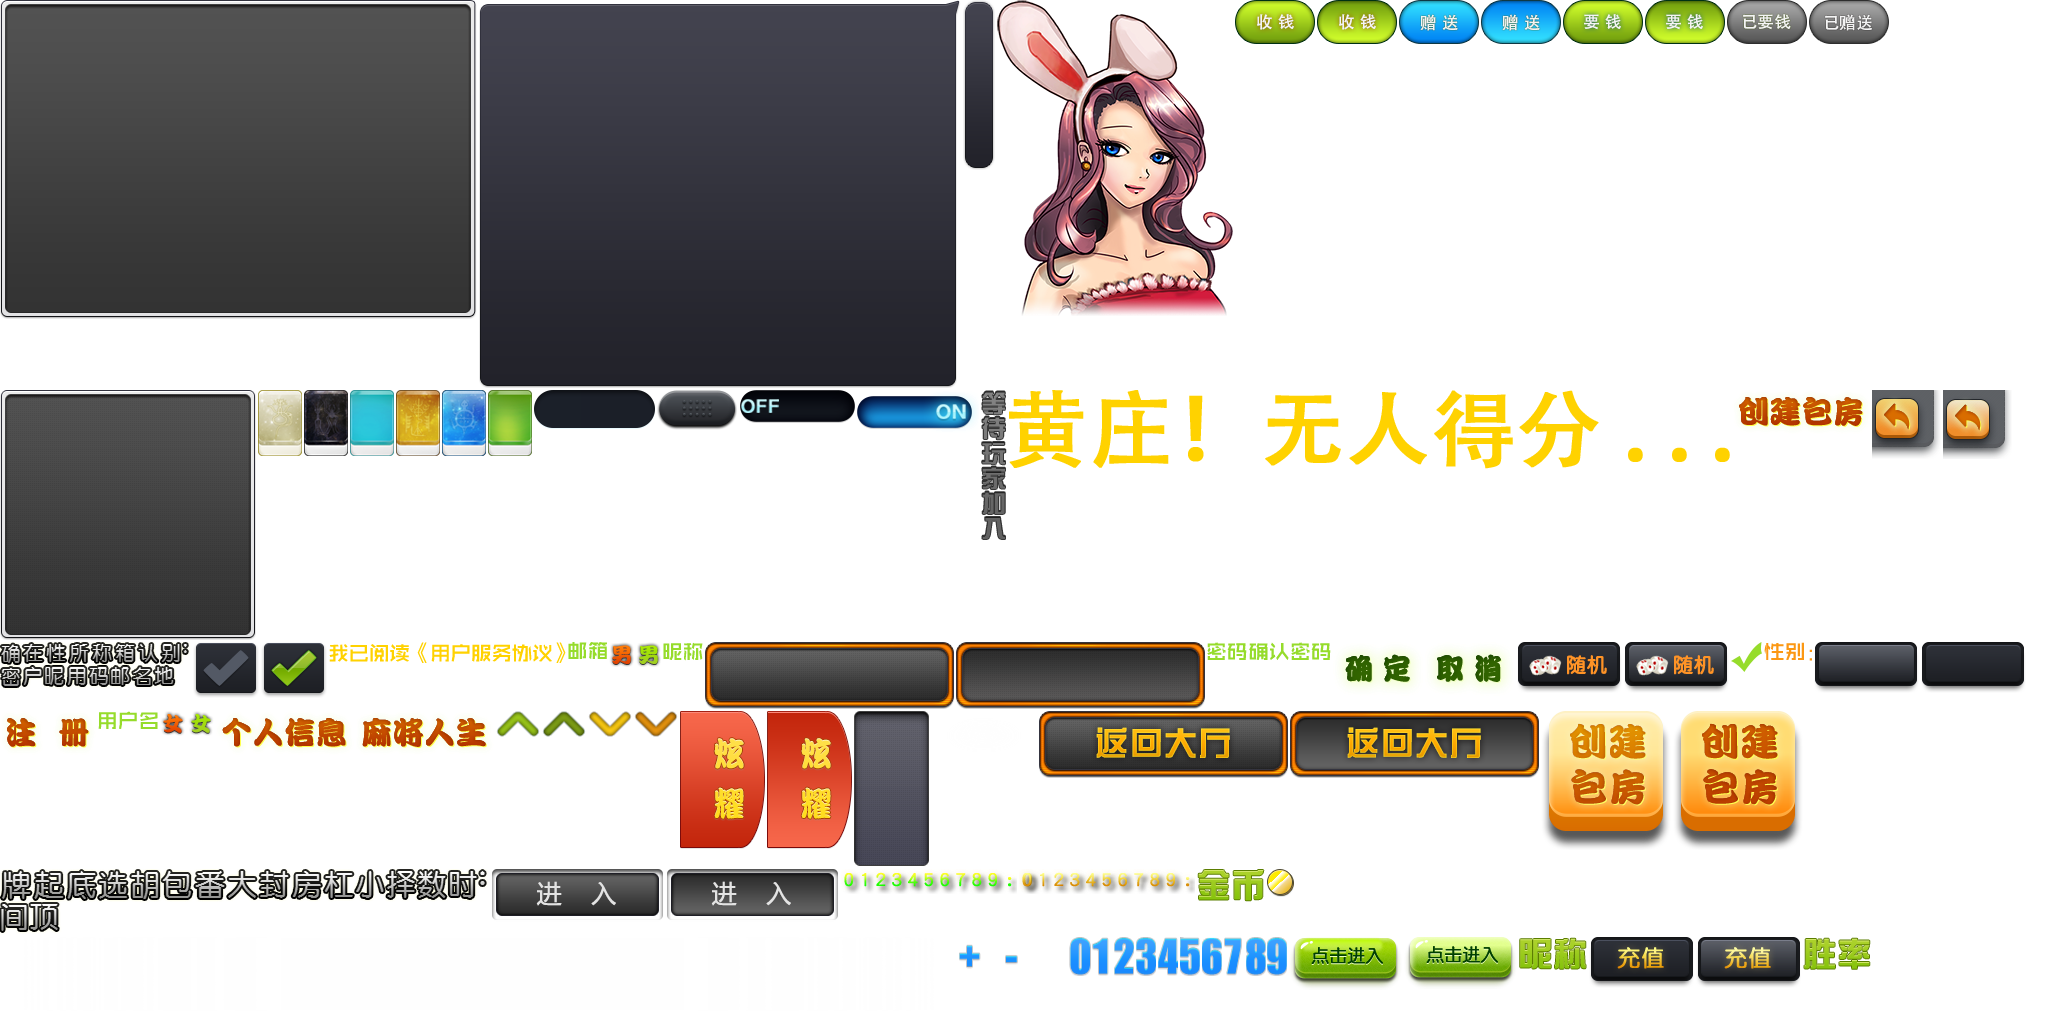 收 钱
收 钱
赠 送
赠 送
要 钱
要 钱
已要钱
已赠送
OFF
ON
等待玩家加入
黄庄！无人得分...
创建包房
确在性所称箱认别:
密户昵用码邮名地
我已阅读《用户服务协议》
邮箱
男
男
昵称
密码确认密码
确 定
取 消
随机
随机
性别:
注 册
用户名
女
女
个人信息
麻将人生
炫耀
炫耀
返回大厅
返回大厅
创建
包房
创建
包房
牌起底选胡包番大封房杠小择数时:
间顶
进 入
进 入
0123456789:
0123456789:
金币
+ -
0123456789
点击进入
点击进入
昵称
充值
充值
胜率